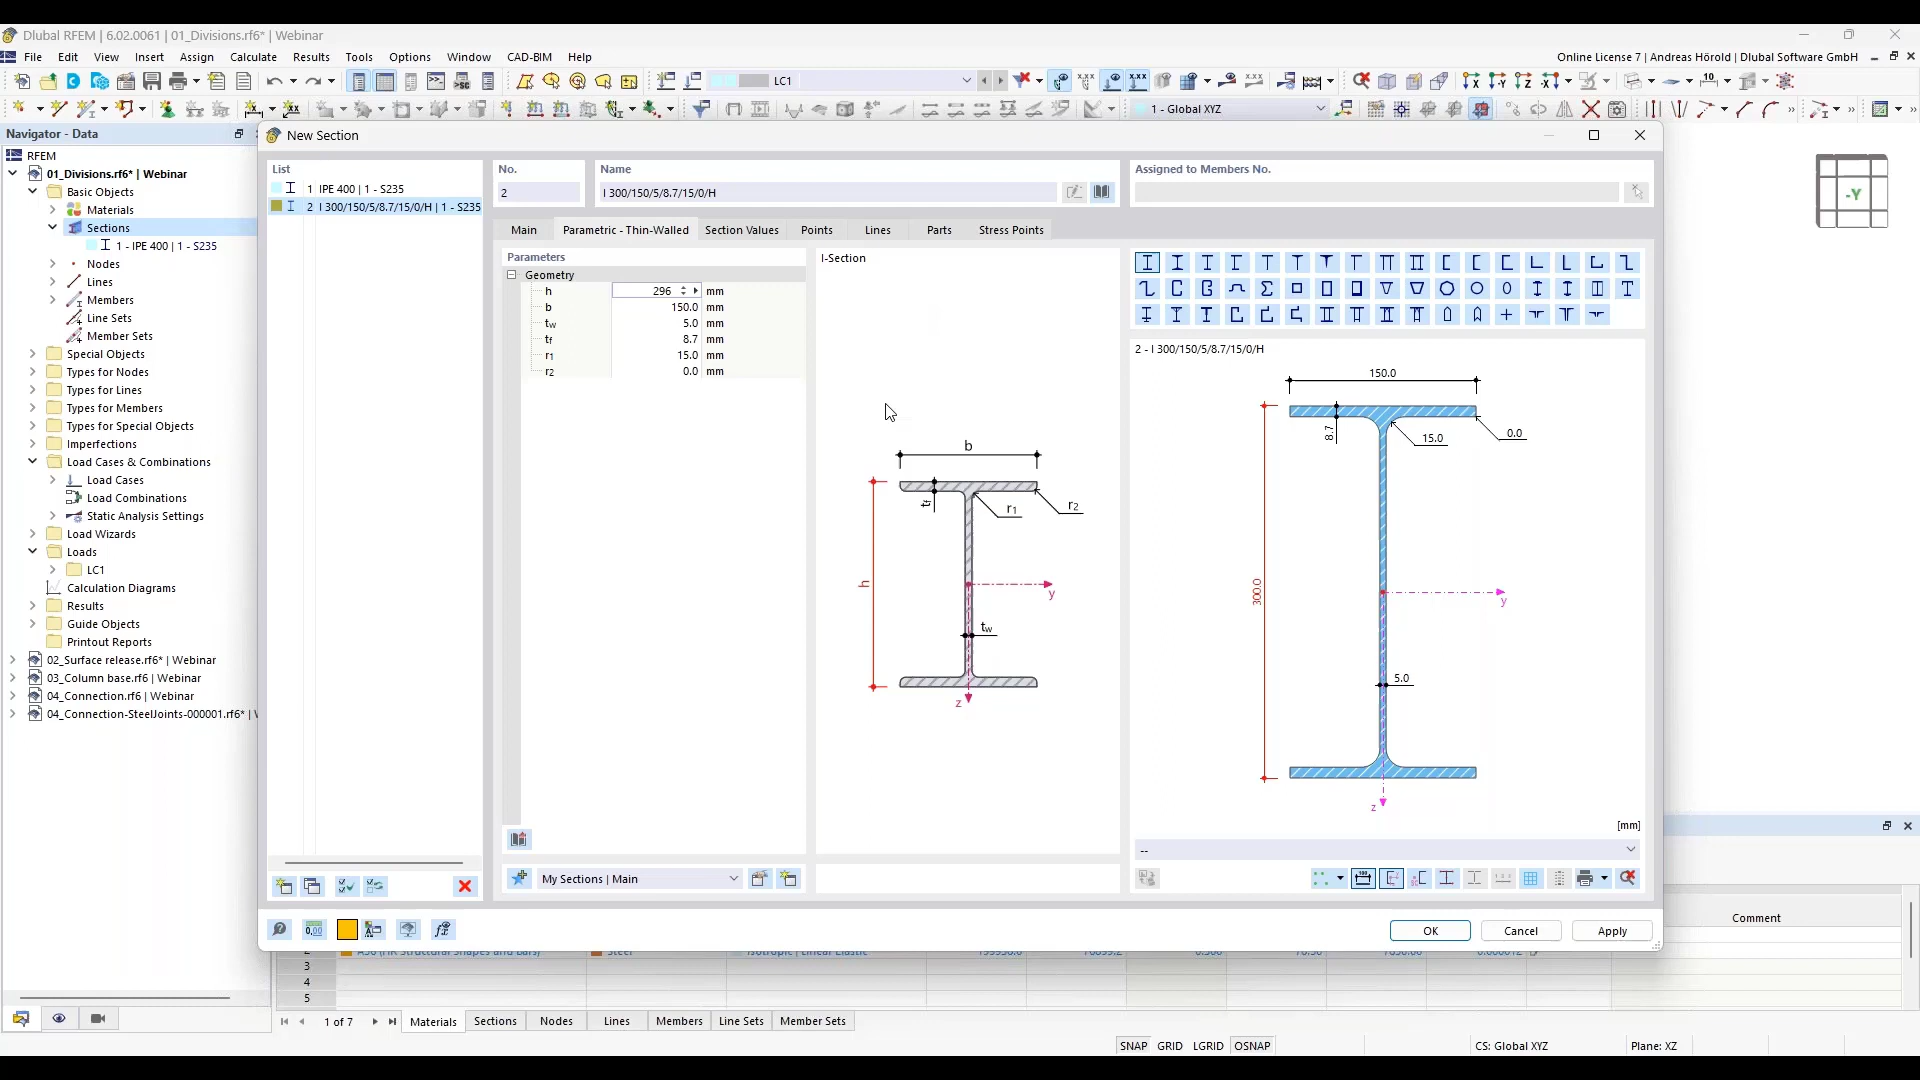 Dlubal RFEM | 6.02.0061 | 01_Divisions.rf6* | Webinar
File Edit View Insert Assign Calculate Results Tools Options Window CAD-BIM Help
Online License 7 | Andreas Hörold | Dlubal Software GmbH
LC1
1 - Global XYZ
Navigator - Data
RFEM
01_Divisions.rf6* | Webinar
Basic Objects
Materials
Sections
1 - IPE 400 | 1 - S235
Nodes
Lines
Members
Line Sets
Member Sets
Special Objects
Types for Nodes
Types for Lines
Types for Members
Types for Special Objects
Imperfections
Load Cases & Combinations
Load Cases
Load Combinations
Static Analysis Settings
Load Wizards
Loads
LC1
Calculation Diagrams
Results
Guide Objects
Printout Reports
02_Surface release.rf6* | Webinar
03_Column base.rf6 | Webinar
04_Connection.rf6 | Webinar
04_Connection-SteelJoints-000001.rf6* |
New Section
List
1 IPE 400 | 1 - S235
2 I 300/150/5/8.7/15/0/H | 1 - S235
No.
2
Name
I 300/150/5/8.7/15/0/H
Assigned to Members No.
Main Parametric - Thin-Walled Section Values Points Lines Parts Stress Points
Parameters
Geometry
h 296 mm
b 150.0 mm
tw 5.0 mm
tf 8.7 mm
r1 15.0 mm
r2 0.0 mm
My Sections | Main
I-Section
b
tf
r1
r2
h
y
tw
z
2 - I 300/150/5/8.7/15/0/H
150.0
8.7
15.0
0.0
300.0
y
5.0
z
[mm]
--
-Y
OK Cancel Apply
Comment
3
4
5
1 of 7 Materials Sections Nodes Lines Members Line Sets Member Sets
SNAP GRID LGRID OSNAP
CS: Global XYZ
Plane: XZ